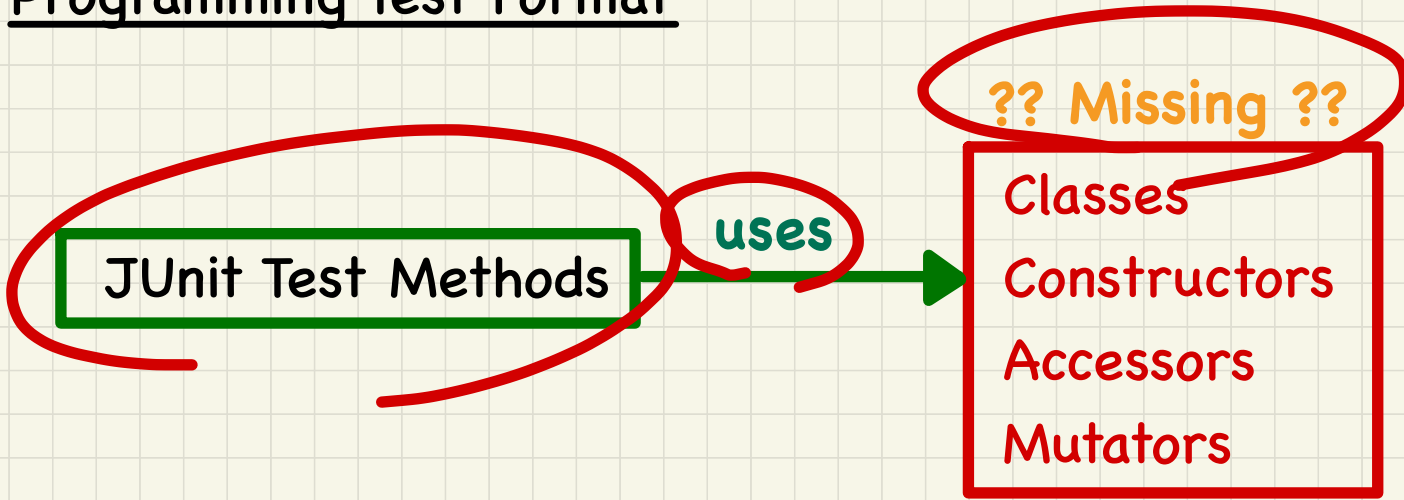 Programming Test Format
?? Missing ??
uses
JUnit Test Methods
Classes
Constructors
Accessors
Mutators